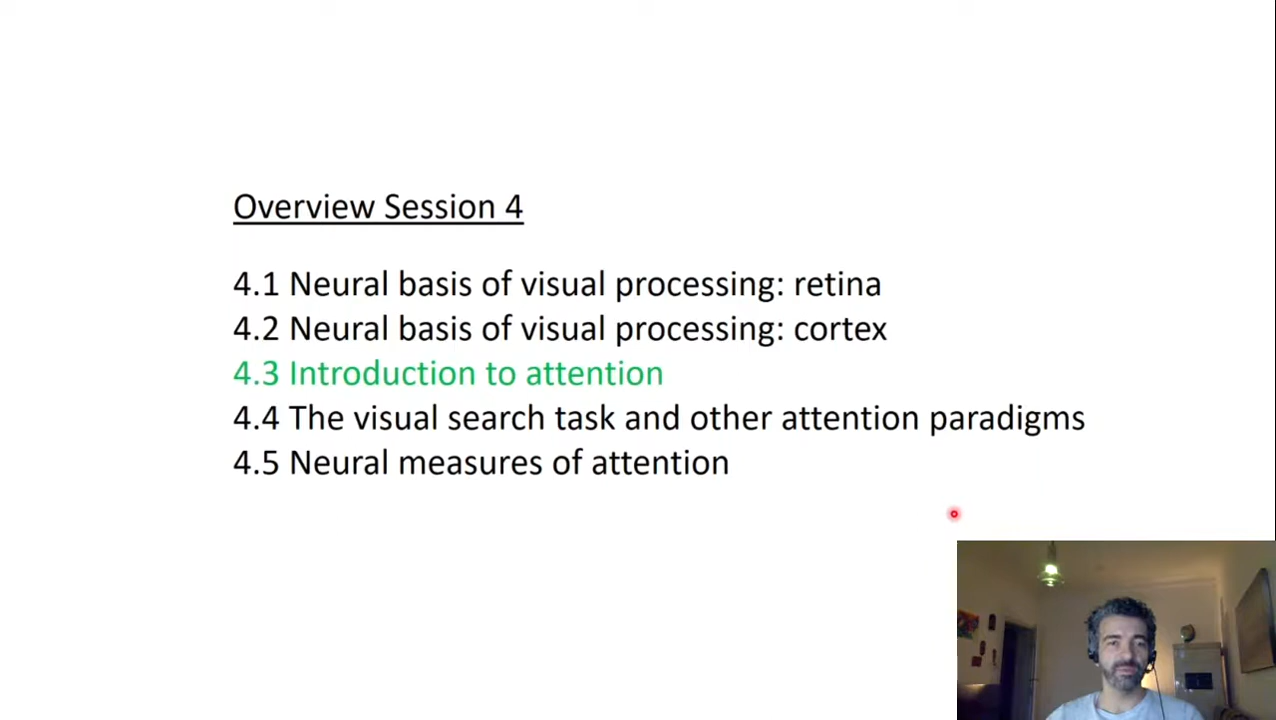 Overview Session 4
4.1 Neural basis of visual processing: retina
4.2 Neural basis of visual processing: cortex
4.3 Introduction to attention
4.4 The visual search task and other attention paradigms
4.5 Neural measures of attention